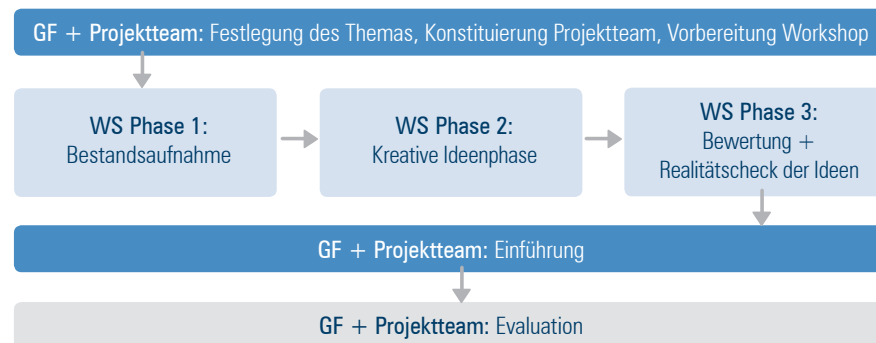 GF + Projektteam: Festlegung des Themas, Konstituierung Projektteam, Vorbereitung Workshop
WS Phase 1:
Bestandsaufnahme
WS Phase 2:
Kreative Ideenphase
WS Phase 3:
Bewertung +
Realitätscheck der Ideen
GF + Projektteam: Einführung
GF + Projektteam: Evaluation